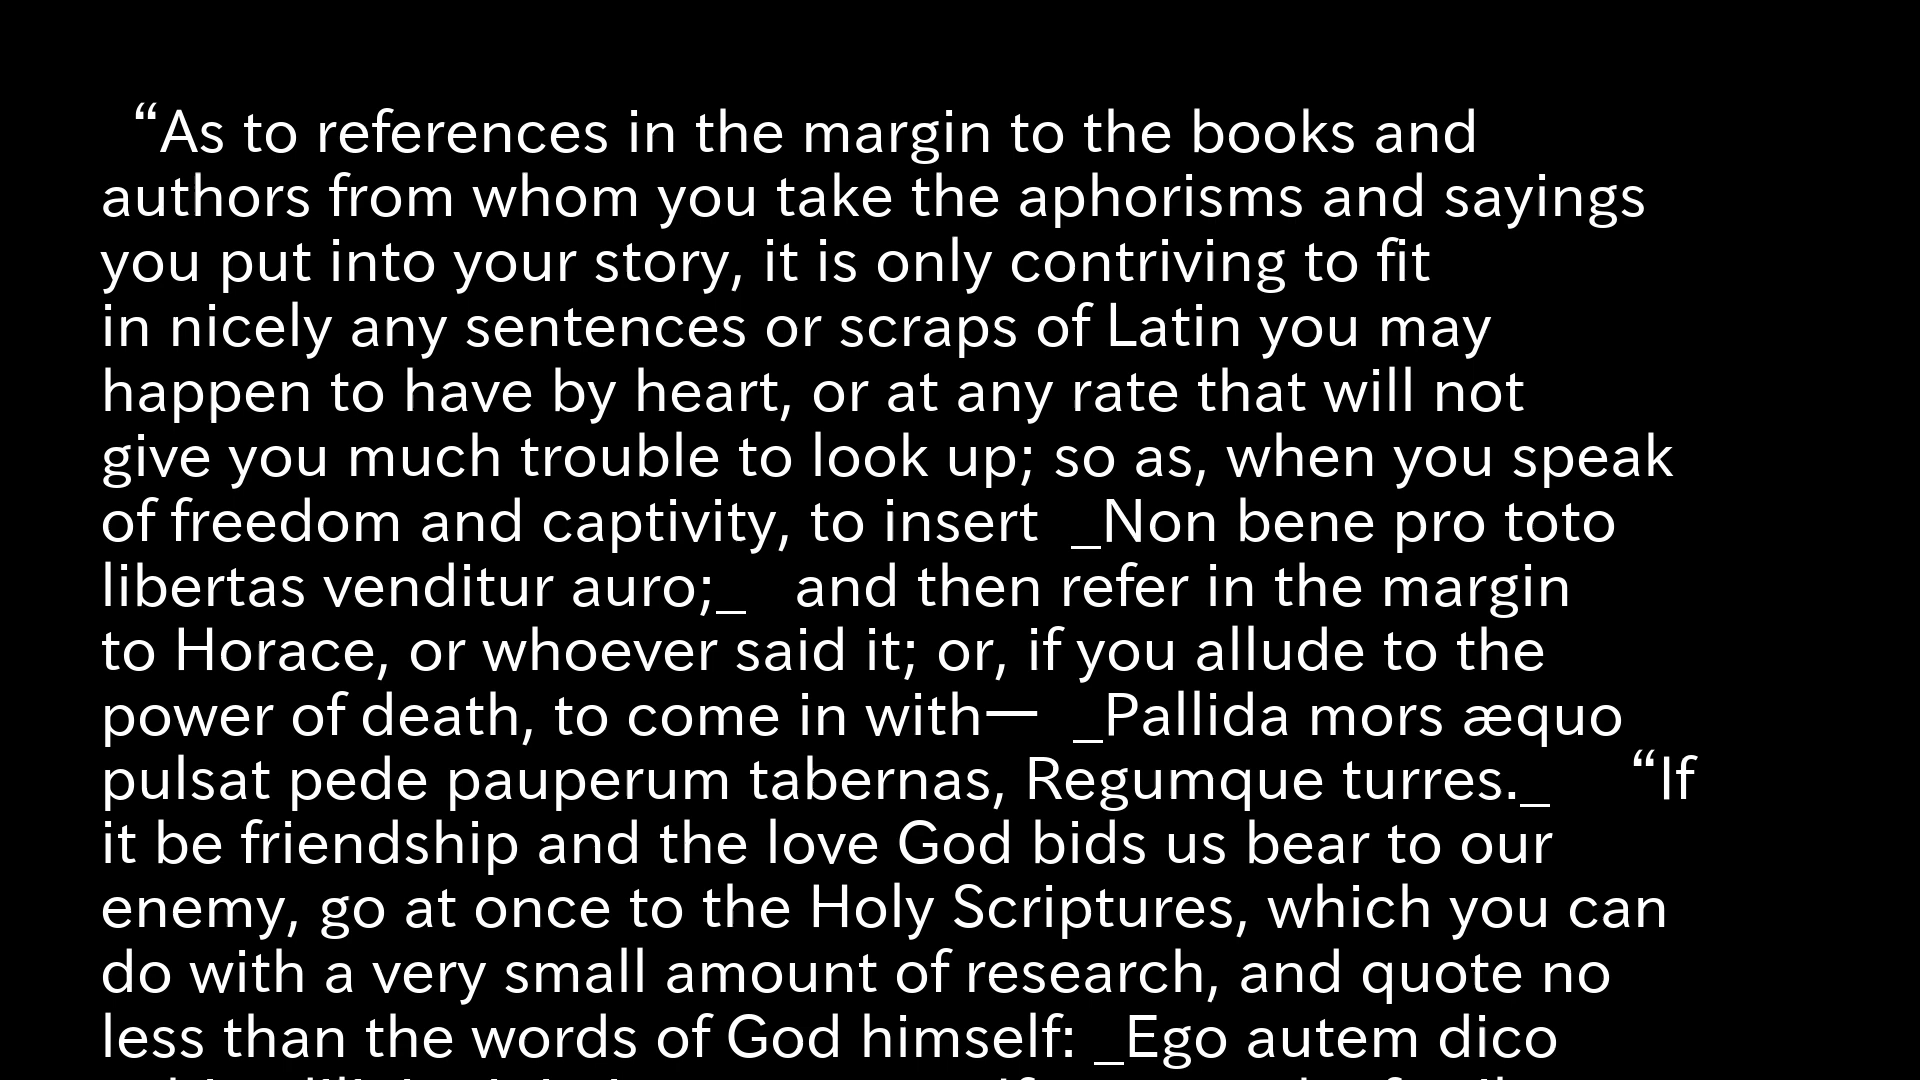 “As to references in the margin to the books and
authors from whom you take the aphorisms and sayings
you put into your story, it is only contriving to fit
in nicely any sentences or scraps of Latin you may
happen to have by heart, or at any rate that will not
give you much trouble to look up; so as, when you speak
of freedom and captivity, to insert  _Non bene pro toto
libertas venditur auro;_   and then refer in the margin
to Horace, or whoever said it; or, if you allude to the
power of death, to come in with—  _Pallida mors æquo
pulsat pede pauperum tabernas, Regumque turres._     “If
it be friendship and the love God bids us bear to our
enemy, go at once to the Holy Scriptures, which you can
do with a very small amount of research, and quote no
less than the words of God himself: _Ego autem dico